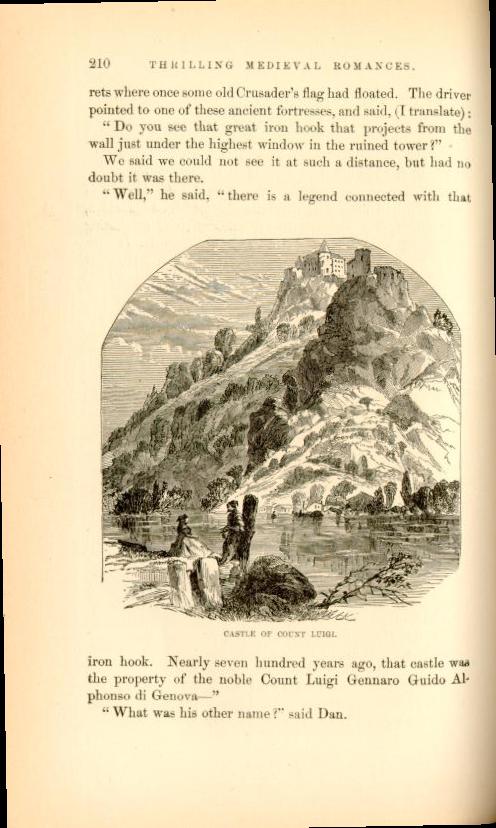 210 THRILLING MEDIEVAL ROMANCES.
rets where once some old Crusader's flag had floated. The driver
pointed to one of these ancient fortresses, and said, (I translate):
"Do you see that great iron hook that projects from the
wall just under the highest window in the ruined tower?"
We said we could not see it at such a distance, but had no
doubt it was there.
"Well," he said, "there is a legend connected with that
CASTLE OF COUNT LUIGI.
iron hook. Nearly seven hundred years ago, that castle was
the property of the noble Count Luigi Gennaro Guido Al-
phonso di Genova—"
"What was his other name?" said Dan.